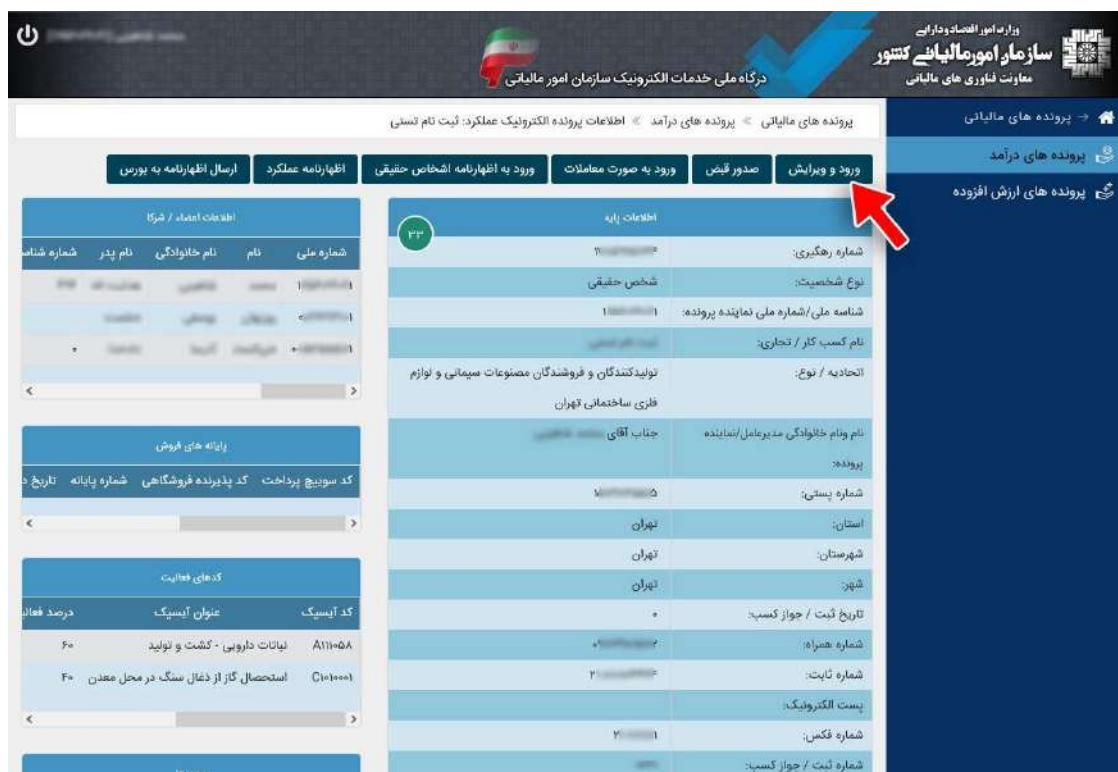 وزارت امور اقتصاد و دارایی
سازمان امور مالیاتی کشور
معاونت فناوری های مالیاتی
درگاه ملی خدمات الکترونیک سازمان امور مالیاتی
پرونده های مالیاتی
پرونده های درآمد
پرونده های ارزش افزوده
پرونده های مالیاتی » پرونده های درآمد » اطلاعات پرونده الکترونیک عملکرد: ثبت نام تستی
ورود و ویرایش
صدور قبض
ورود به صورت معاملات
ورود به اظهارنامه اشخاص حقیقی
اظهارنامه عملکرد
ارسال اظهارنامه به بورس
اطلاعات پایه
۳۳
شماره رهگیری:
نوع شخصیت: شخص حقیقی
شناسه ملی/شماره ملی نماینده پرونده:
نام کسب کار / تجاری:
اتحادیه / نوع: تولیدکنندگان و فروشندگان مصنوعات سیمانی و لوازم
فلزی ساختمانی تهران
نام ونام خانوادگی مدیرعامل/نماینده جناب آقای
پرونده:
شماره پستی:
استان: تهران
شهرستان: تهران
شهر: تهران
تاریخ ثبت / جواز کسب: ۰
شماره همراه:
شماره ثابت:
پست الکترونیک:
شماره فکس:
شماره ثبت / جواز کسب:
اطلاعات اعضاء / شرکا
شماره ملی نام نام خانوادگی نام پدر شماره شناسه
۰
پایانه های فروش
کد سوییچ پرداخت کد پذیرنده فروشگاهی شماره پایانه تاریخ د
کدهای فعالیت
کد آیسیک عنوان آیسیک درصد فعالی
A۱۱۱۰۵۸ نباتات دارویی - کشت و تولید ۶۰
C۱۰۱۰۰۰۱ استحصال گاز از ذغال سنگ در محل معدن ۴۰